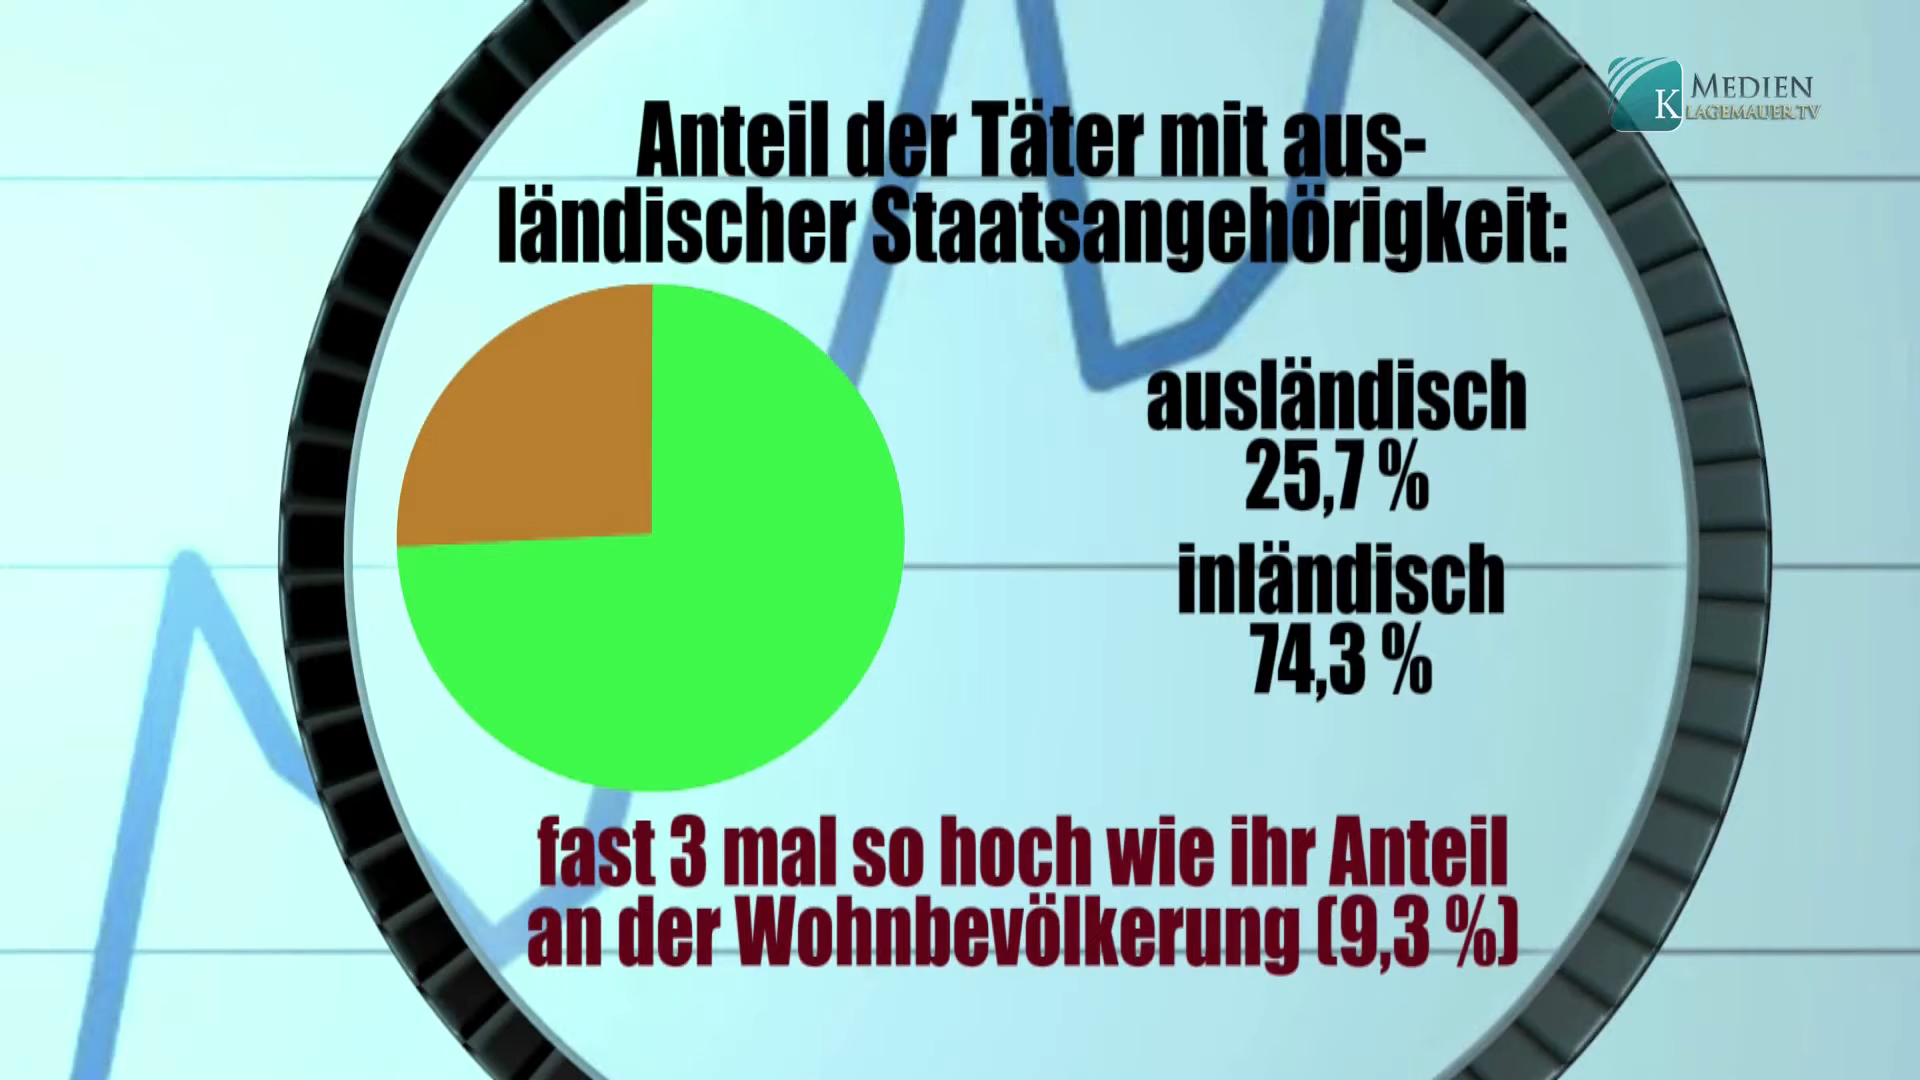 MEDIEN
KLAGEMAUER.TV
Anteil der Täter mit aus-
ländischer Staatsangehörigkeit:
ausländisch
25,7 %
inländisch
74,3 %
fast 3 mal so hoch wie ihr Anteil
an der Wohnbevölkerung (9,3 %)